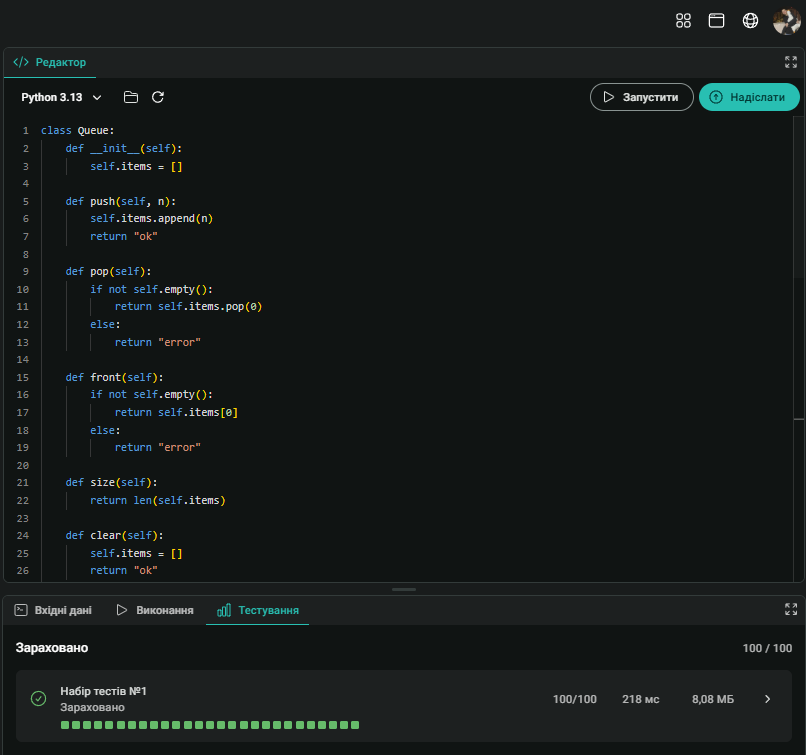 Редактор
Python 3.13
Запустити
Надіслати
1 class Queue:
2     def __init__(self):
3         self.items = []
4
5     def push(self, n):
6         self.items.append(n)
7         return "ok"
8
9     def pop(self):
10         if not self.empty():
11             return self.items.pop(0)
12         else:
13             return "error"
14
15     def front(self):
16         if not self.empty():
17             return self.items[0]
18         else:
19             return "error"
20
21     def size(self):
22         return len(self.items)
23
24     def clear(self):
25         self.items = []
26         return "ok"
Вхідні дані
Виконання
Тестування
Зараховано
100 / 100
Набір тестів №1
Зараховано
100/100
218 мс
8,08 МБ